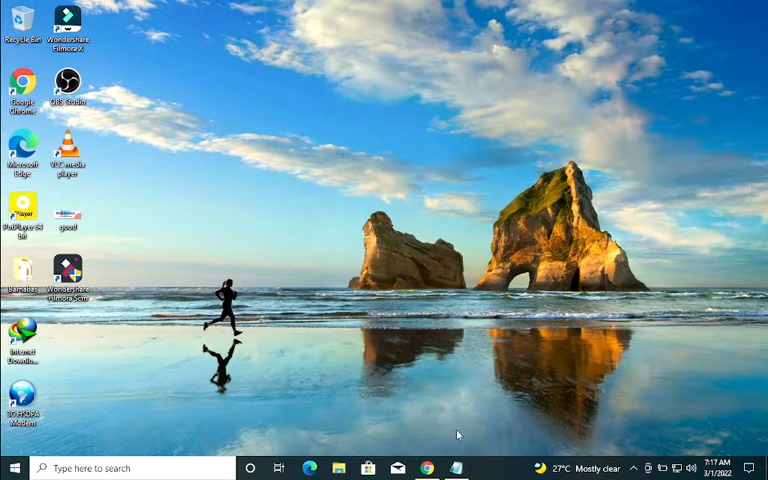 Recycle Bin
Wondershare
Filmora X
Google
Chrome
OBS Studio
Microsoft
Edge
VLC media
player
Player
PotPlayer 64
bit
good
Barnabas
Wondershare
Filmora Scrn
Internet
Downlo...
3G HSDPA
Modem
Type here to search
27°C Mostly clear
7:17 AM
3/1/2022